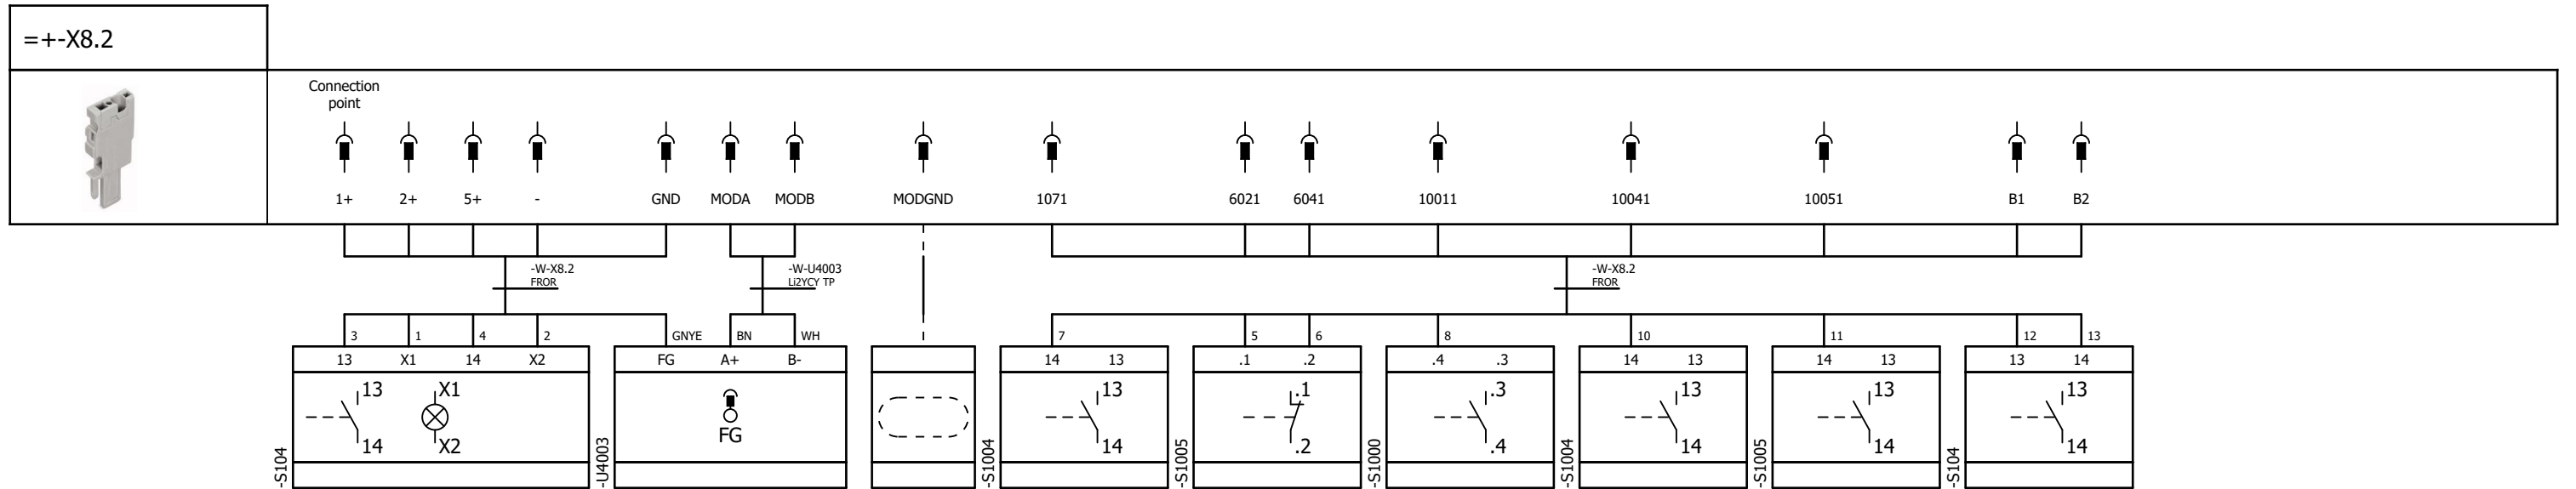 =+-X8.2
Connection
point
1+ 2+ 5+ - GND MODA MODB MODGND 1071 6021 6041 10011 10041 10051 B1 B2
-W-X8.2 -W-U4003 -W-X8.2
FROR Li2YCY TP FROR
3 1 4 2 GNYE BN WH 7 5 6 8 10 11 12 13
13 X1 14 X2 FG A+ B- 14 13 .1 .2 .4 .3 14 13 14 13 13 14
13 X1 13 .1 .3 13 13 13
FG
14 X2 14 .2 .4 14 14 14
-S104 -U4003 -S1004 -S1005 -S1000 -S1004 -S1005 -S104